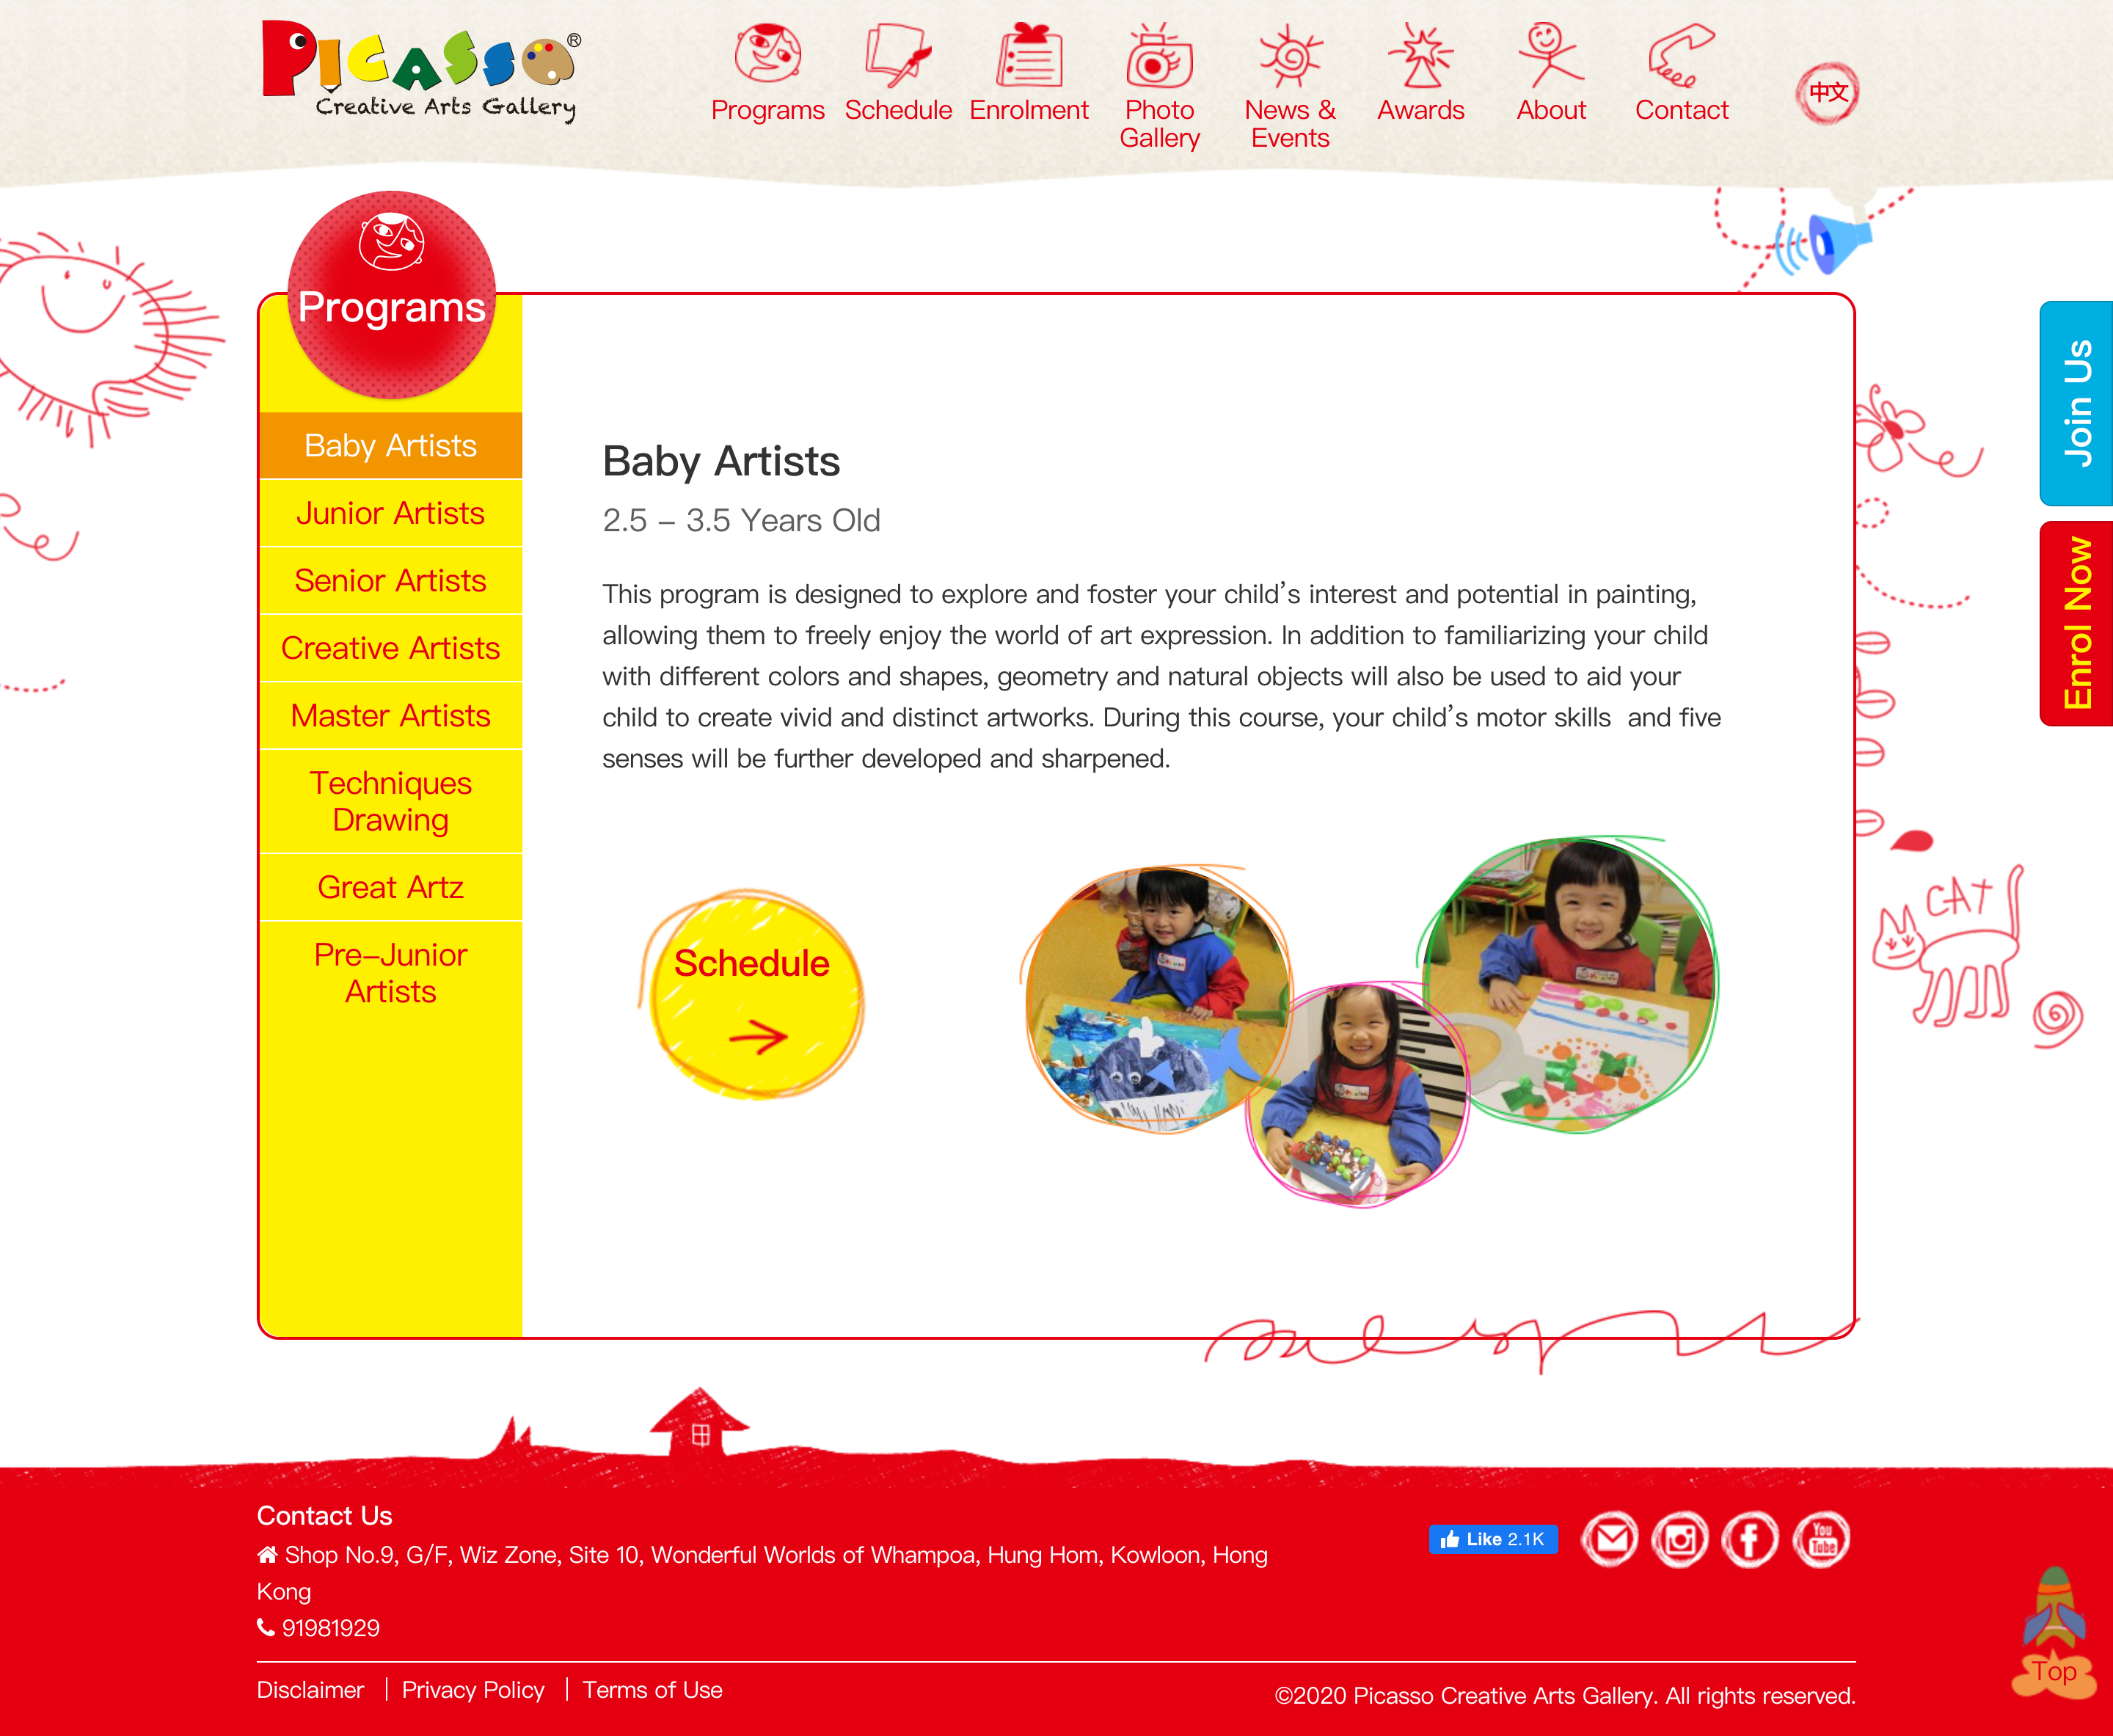 PICASSO®
Creative Arts Gallery
Programs
Schedule
Enrolment
Photo
Gallery
News &
Events
Awards
About
Contact
中文
Programs
Baby Artists
Junior Artists
Senior Artists
Creative Artists
Master Artists
Techniques
Drawing
Great Artz
Pre-Junior
Artists
Baby Artists
2.5 – 3.5 Years Old
This program is designed to explore and foster your child's interest and potential in painting,
allowing them to freely enjoy the world of art expression. In addition to familiarizing your child
with different colors and shapes, geometry and natural objects will also be used to aid your
child to create vivid and distinct artworks. During this course, your child's motor skills  and five
senses will be further developed and sharpened.
Schedule
Join Us
Enrol Now
CAT
Contact Us
Shop No.9, G/F, Wiz Zone, Site 10, Wonderful Worlds of Whampoa, Hung Hom, Kowloon, Hong
Kong
91981929
Like 2.1K
You
Tube
Top
Disclaimer
Privacy Policy
Terms of Use
©2020 Picasso Creative Arts Gallery. All rights reserved.